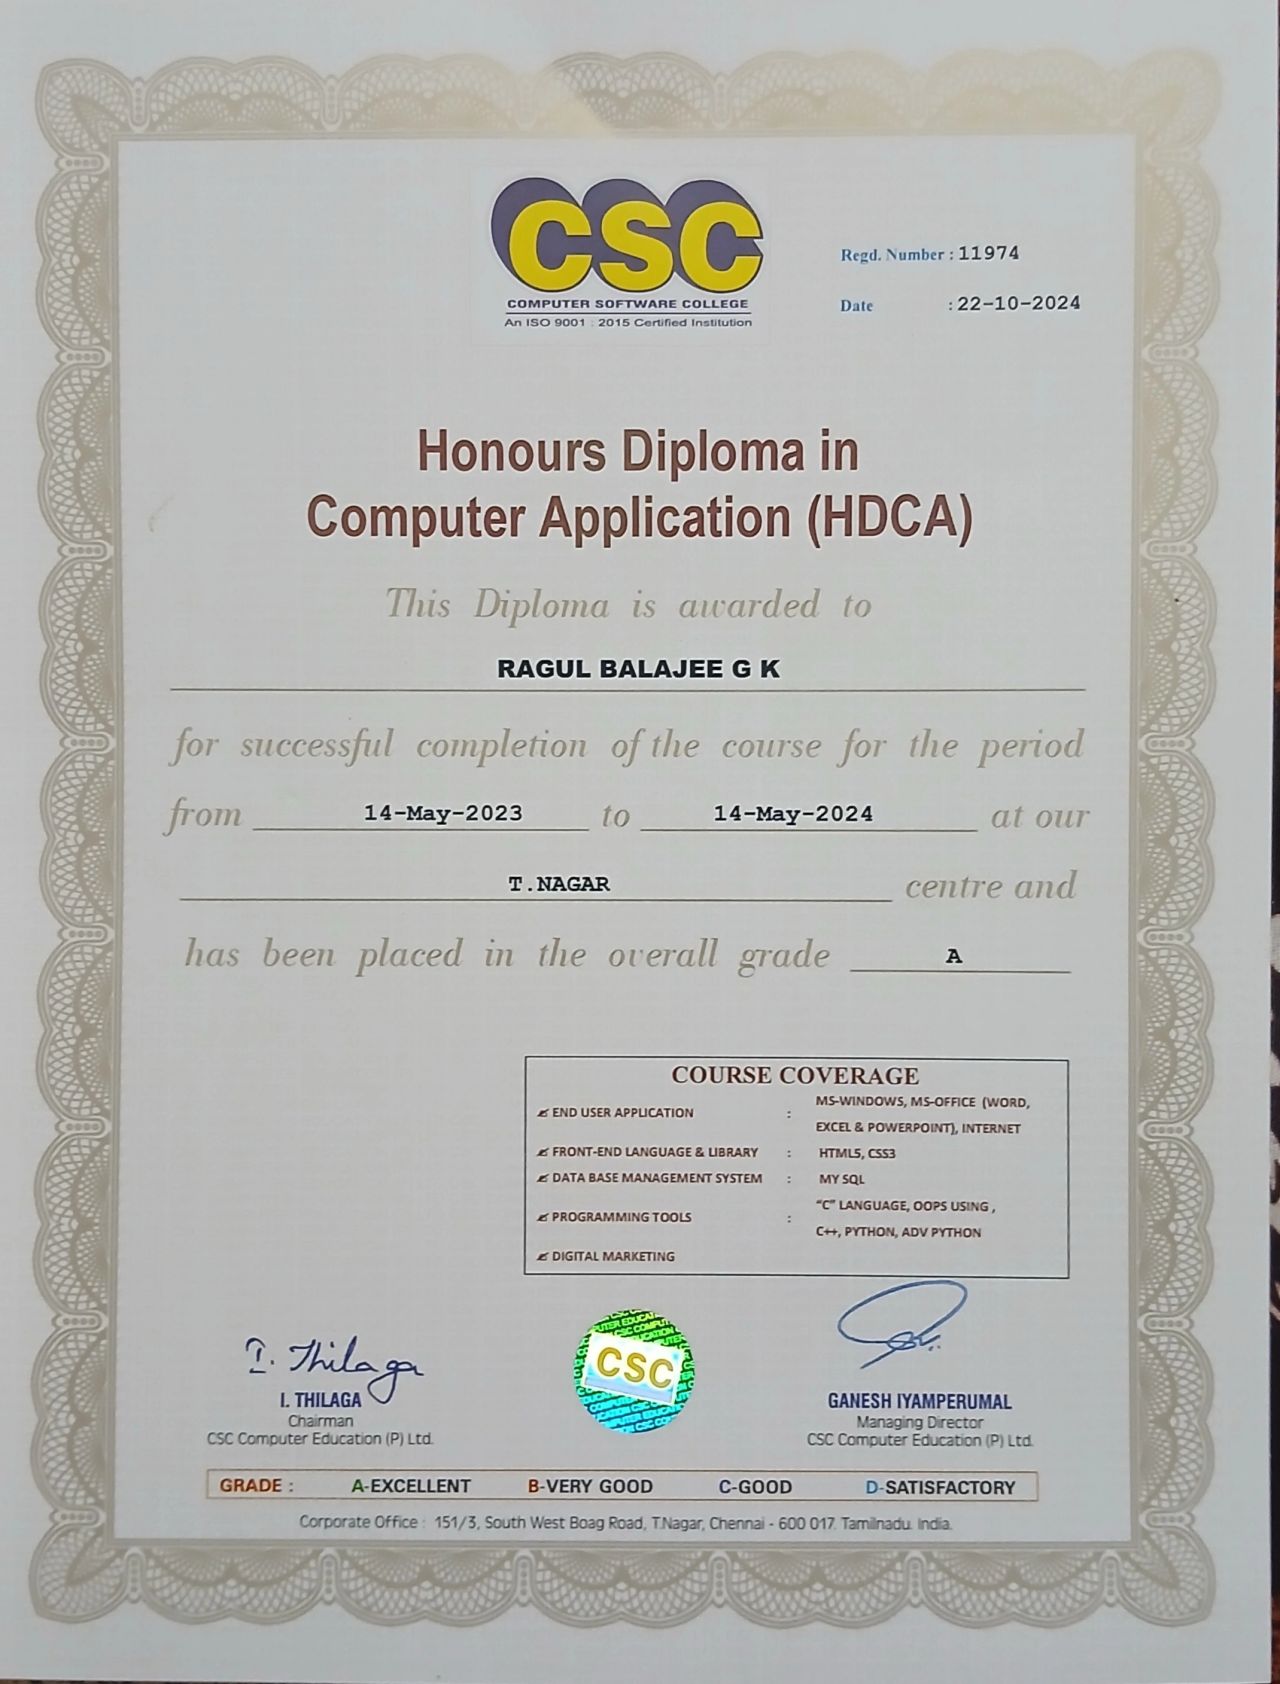 CSC
COMPUTER SOFTWARE COLLEGE
An ISO 9001 : 2015 Certified Institution
Regd. Number : 11974
Date : 22-10-2024
Honours Diploma in
Computer Application (HDCA)
This Diploma is awarded to
RAGUL BALAJEE G K
for successful completion of the course for the period
from 14-May-2023 to 14-May-2024 at our
T.NAGAR centre and
has been placed in the overall grade A
COURSE COVERAGE
END USER APPLICATION : MS-WINDOWS, MS-OFFICE (WORD,
EXCEL & POWERPOINT), INTERNET
FRONT-END LANGUAGE & LIBRARY : HTML5, CSS3
DATA BASE MANAGEMENT SYSTEM : MY SQL
PROGRAMMING TOOLS : "C" LANGUAGE, OOPS USING ,
C++, PYTHON, ADV PYTHON
DIGITAL MARKETING
I. Thilaga
I. THILAGA
Chairman
CSC Computer Education (P) Ltd.
CSC
GANESH IYAMPERUMAL
Managing Director
CSC Computer Education (P) Ltd.
GRADE : A-EXCELLENT B-VERY GOOD C-GOOD D-SATISFACTORY
Corporate Office : 151/3, South West Boag Road, T.Nagar, Chennai - 600 017. Tamilnadu. India.